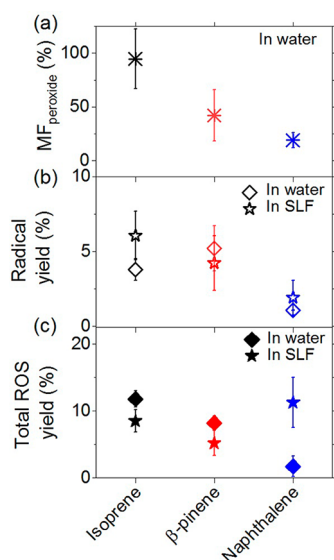 (a)
In water
100
50
0
MFperoxide (%)
(b)
In water
In SLF
10
5
0
Radical
yield (%)
(c)
In water
In SLF
20
10
0
Total ROS
yield (%)
Isoprene
β-pinene
Naphthalene